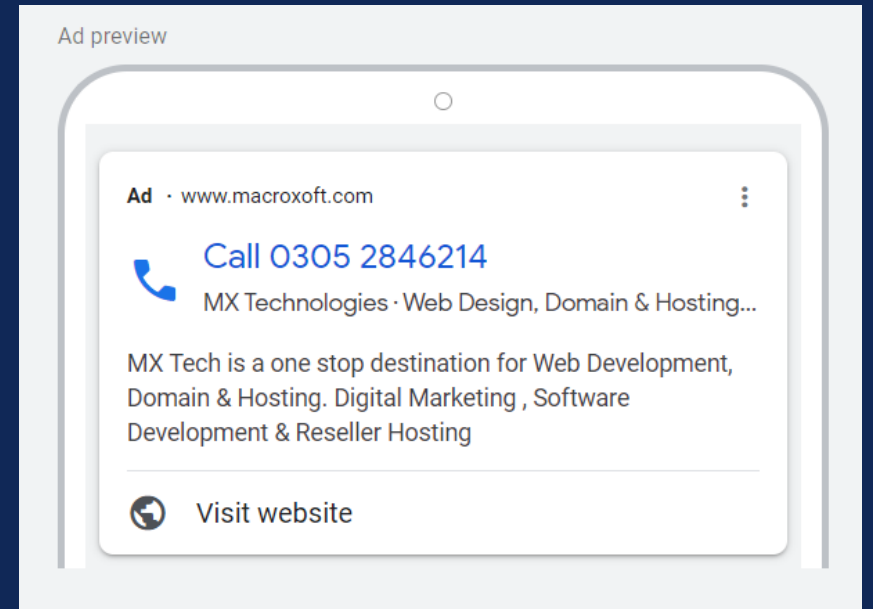 Ad preview
Ad · www.macroxoft.com
Call 0305 2846214
MX Technologies · Web Design, Domain & Hosting...
MX Tech is a one stop destination for Web Development,
Domain & Hosting. Digital Marketing , Software
Development & Reseller Hosting
Visit website